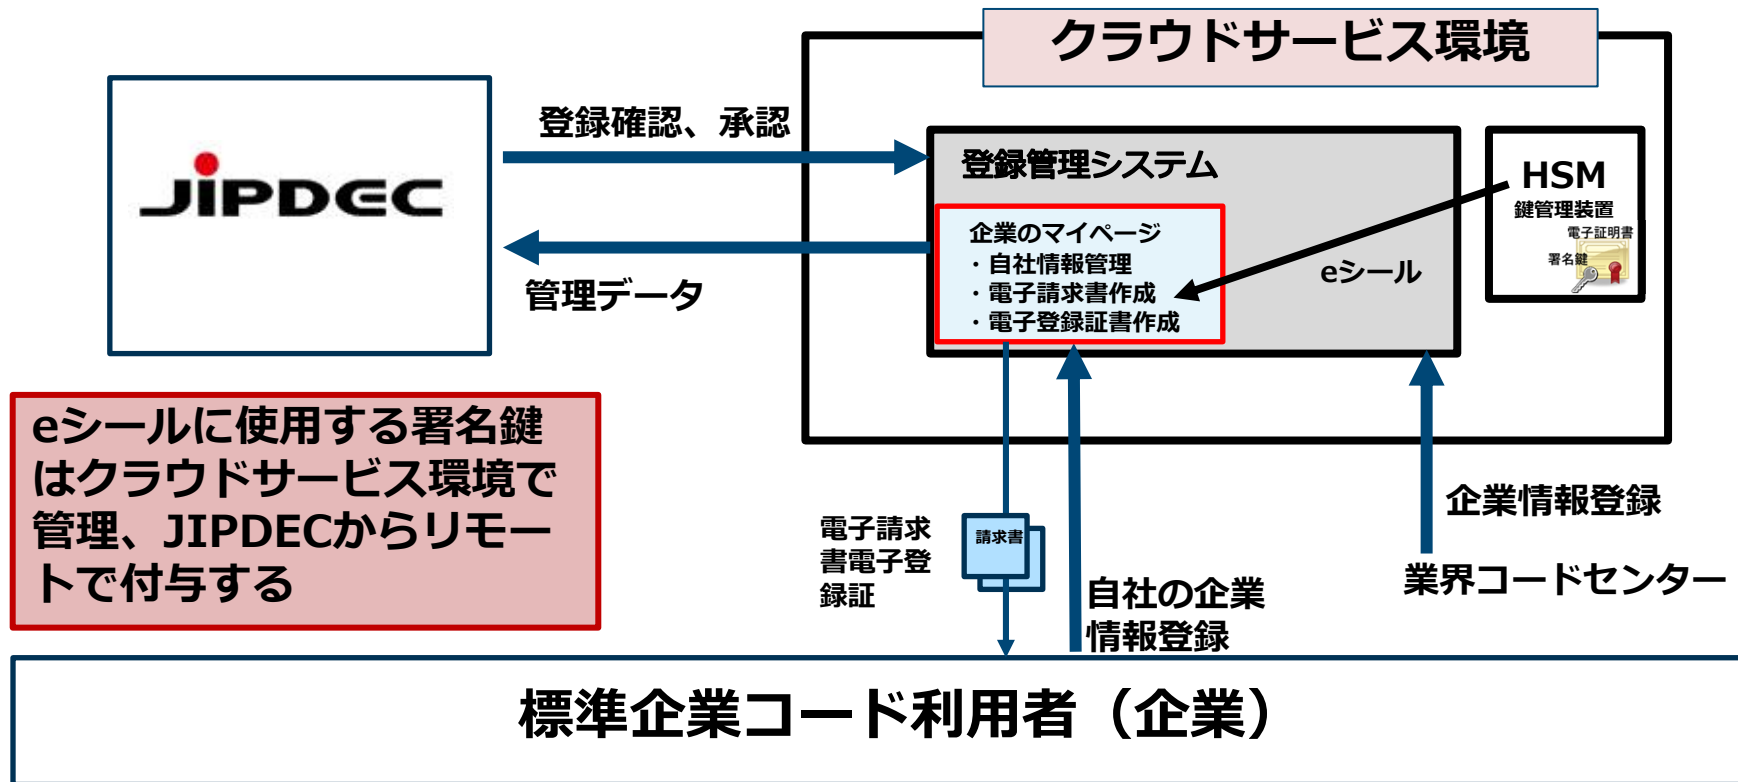 クラウドサービス環境
JIPDEC
登録確認、承認
管理データ
登録管理システム
企業のマイページ
・自社情報管理
・電子請求書作成
・電子登録証書作成
eシール
HSM
鍵管理装置
電子証明書
署名鍵
eシールに使用する署名鍵
はクラウドサービス環境で
管理、JIPDECからリモー
トで付与する
電子請求
書電子登
録証
請求書
自社の企業
情報登録
企業情報登録
業界コードセンター
標準企業コード利用者（企業）